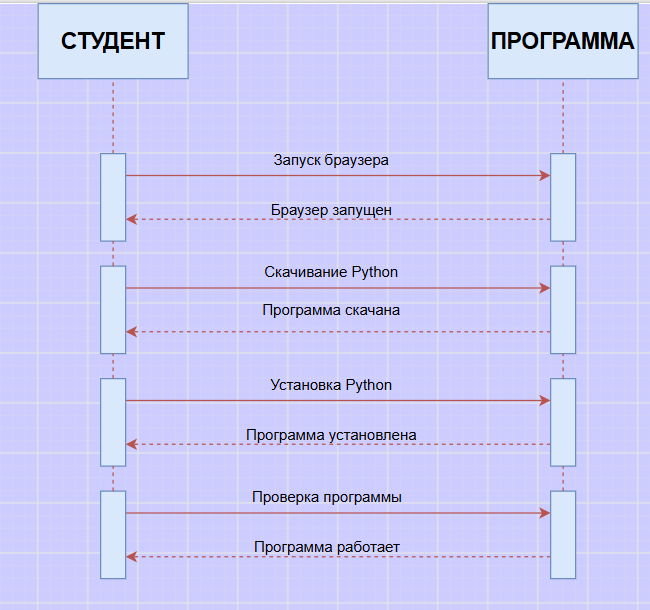 СТУДЕНТ
ПРОГРАММА
Запуск браузера
Браузер запущен
Скачивание Python
Программа скачана
Установка Python
Программа установлена
Проверка программы
Программа работает